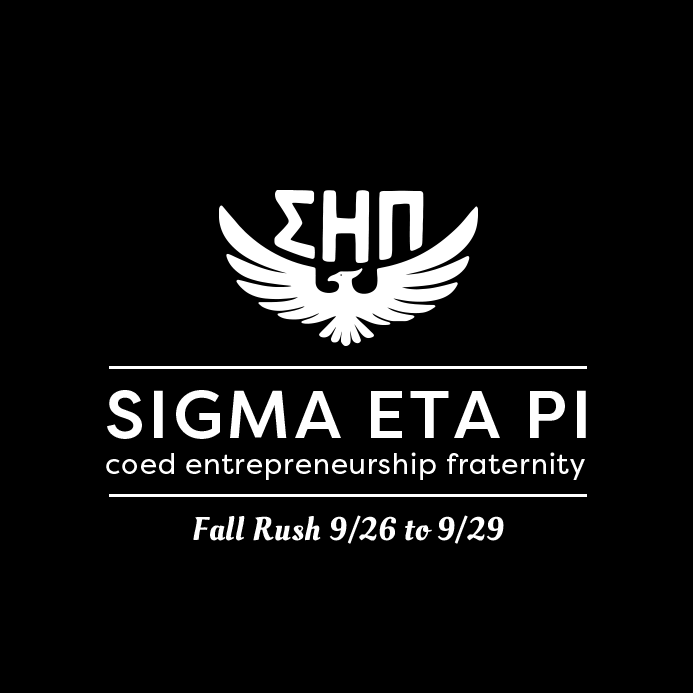 ΣΗΠ
SIGMA ETA PI
coed entrepreneurship fraternity
Fall Rush 9/26 to 9/29